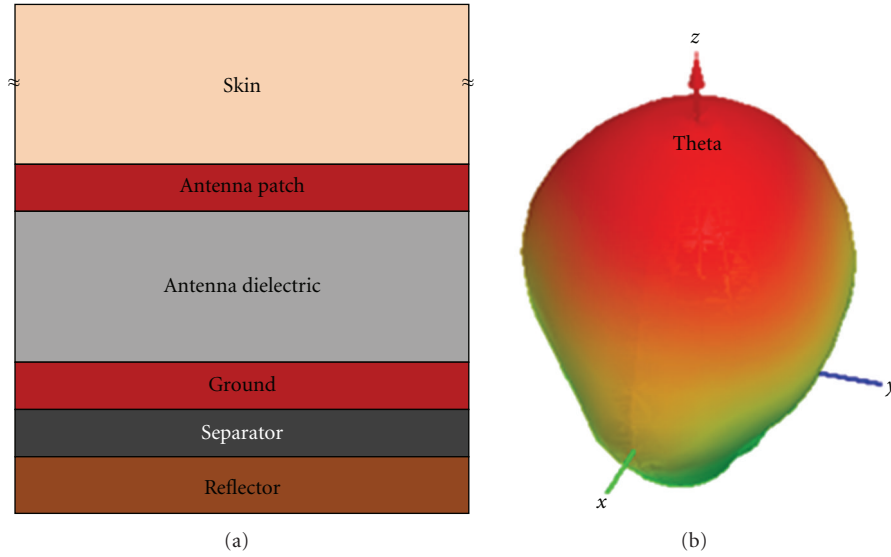 ≈ ≈
Skin
Antenna patch
Antenna dielectric
Ground
Separator
Reflector
(a)
z
Theta
y
x
(b)